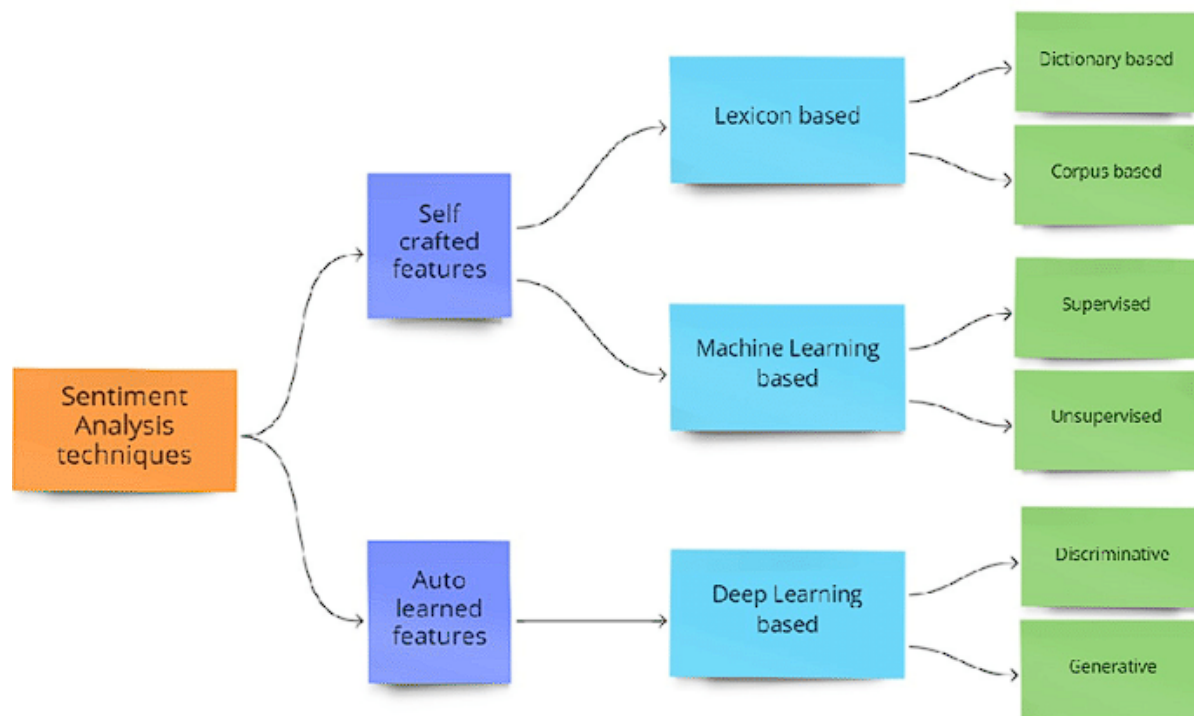 Sentiment
Analysis
techniques
Self
crafted
features
Auto
learned
features
Lexicon based
Machine Learning
based
Deep Learning
based
Dictionary based
Corpus based
Supervised
Unsupervised
Discriminative
Generative